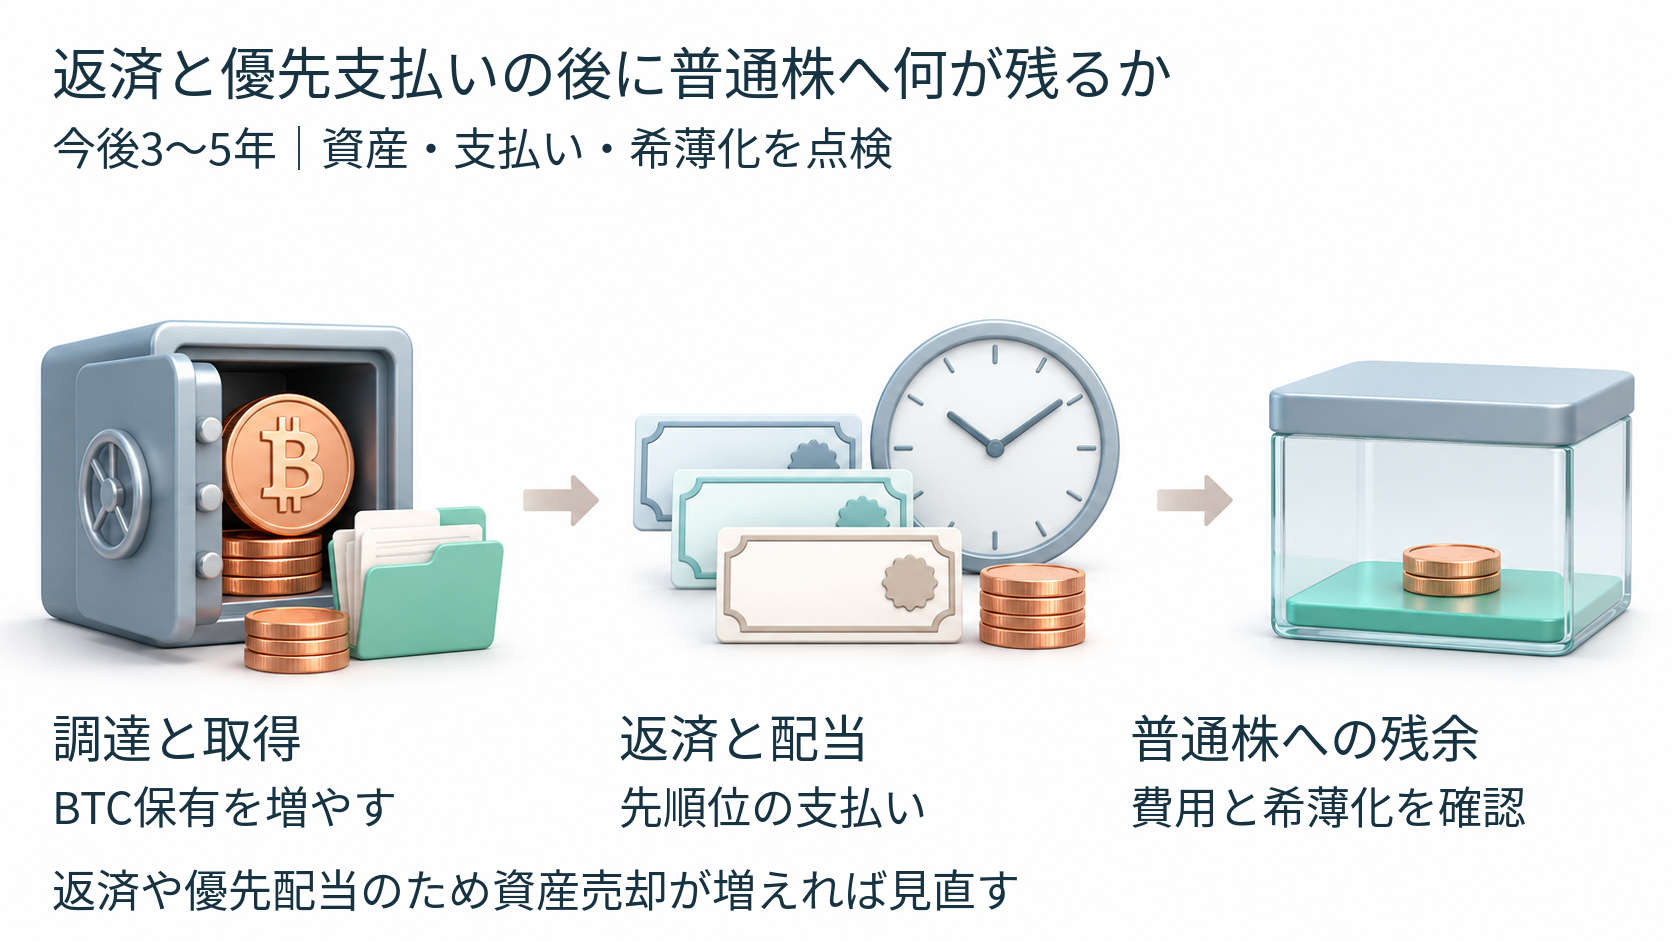 返済と優先支払いの後に普通株へ何が残るか
今後3〜5年｜資産・支払い・希薄化を点検
調達と取得
BTC保有を増やす
返済と配当
先順位の支払い
普通株への残余
費用と希薄化を確認
返済や優先配当のため資産売却が増えれば見直す